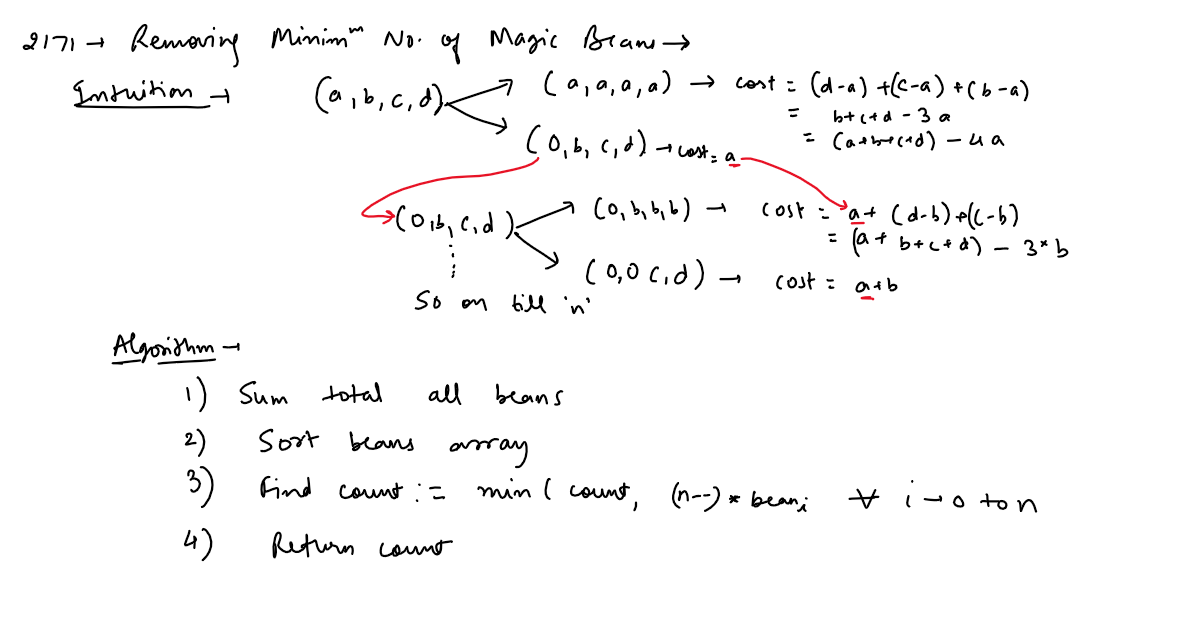 2171 → Removing Minimᵐ No. of Magic Beans →
Intuition →
(a, b, c, d)
(a, a, a, a) → cost = (d-a) + (c-a) + (b-a)
= b+c+d - 3a
= (a+b+c+d) - 4a
(0, b, c, d) → cost = a
(0, b, c, d)
(0, b, b, b) → cost = a + (d-b) + (c-b)
= (a + b+c+d) - 3*b
(0, 0 c, d) → cost = a+b
So on till 'n'
Algorithm →
1) Sum total all beans
2) Sort beans array
3) Find count := min ( count, (n--) * beanᵢ ∀ i → 0 to n
4) Return count